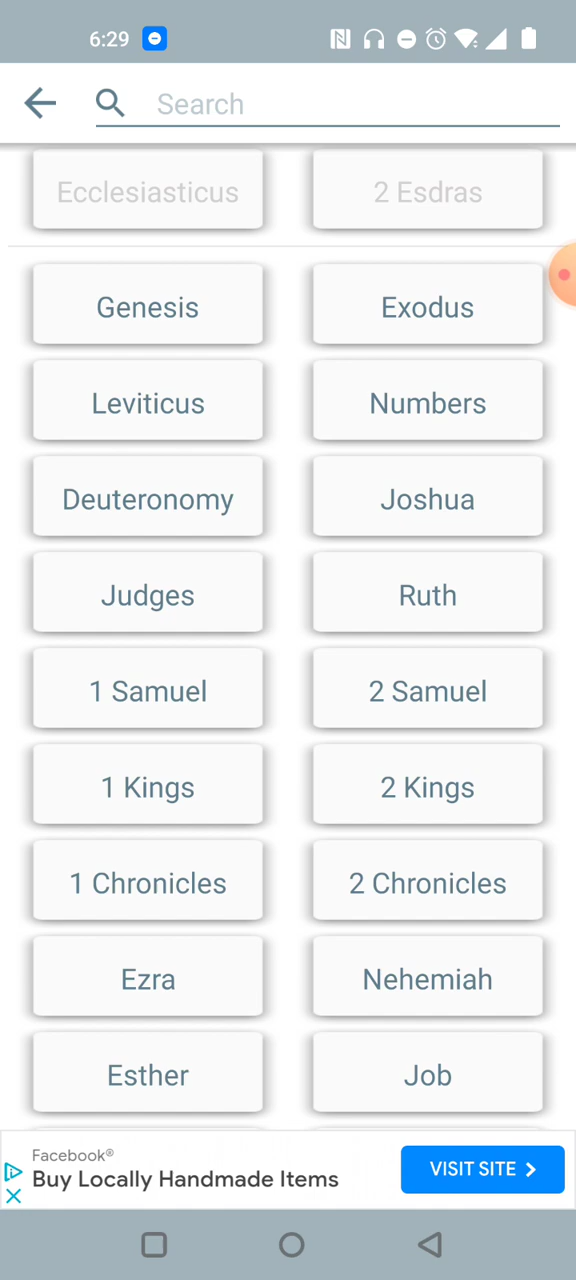 6:29
Search
Ecclesiasticus 2 Esdras
Genesis Exodus
Leviticus Numbers
Deuteronomy Joshua
Judges Ruth
1 Samuel 2 Samuel
1 Kings 2 Kings
1 Chronicles 2 Chronicles
Ezra Nehemiah
Esther Job
Facebook®
Buy Locally Handmade Items
VISIT SITE